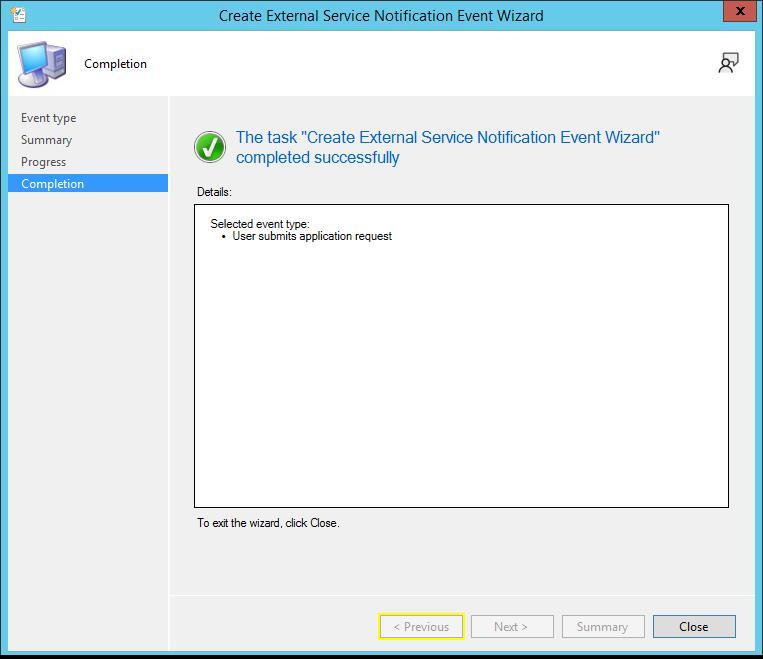 Create External Service Notification Event Wizard
x
Completion
Event type
Summary
Progress
Completion
The task "Create External Service Notification Event Wizard"
completed successfully
Details:
Selected event type:
• User submits application request
To exit the wizard, click Close.
< Previous
Next >
Summary
Close